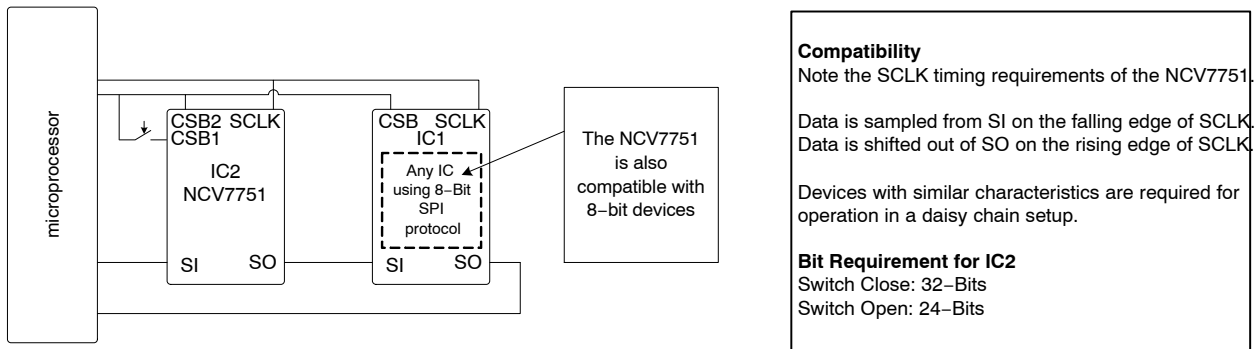 microprocessor
CSB2 SCLK
CSB1
IC2
NCV7751
SI SO
CSB SCLK
IC1
Any IC
using 8−Bit
SPI
protocol
SI SO
The NCV7751
is also
compatible with
8−bit devices
Compatibility
Note the SCLK timing requirements of the NCV7751.
Data is sampled from SI on the falling edge of SCLK.
Data is shifted out of SO on the rising edge of SCLK.
Devices with similar characteristics are required for
operation in a daisy chain setup.
Bit Requirement for IC2
Switch Close: 32−Bits
Switch Open: 24−Bits